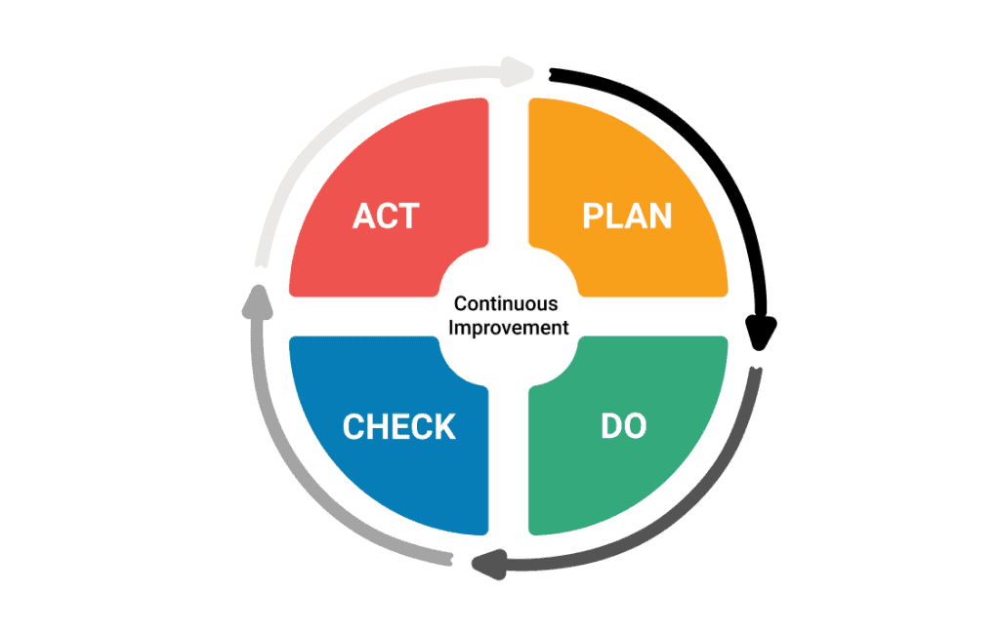 ACT
PLAN
Continuous
Improvement
CHECK
DO